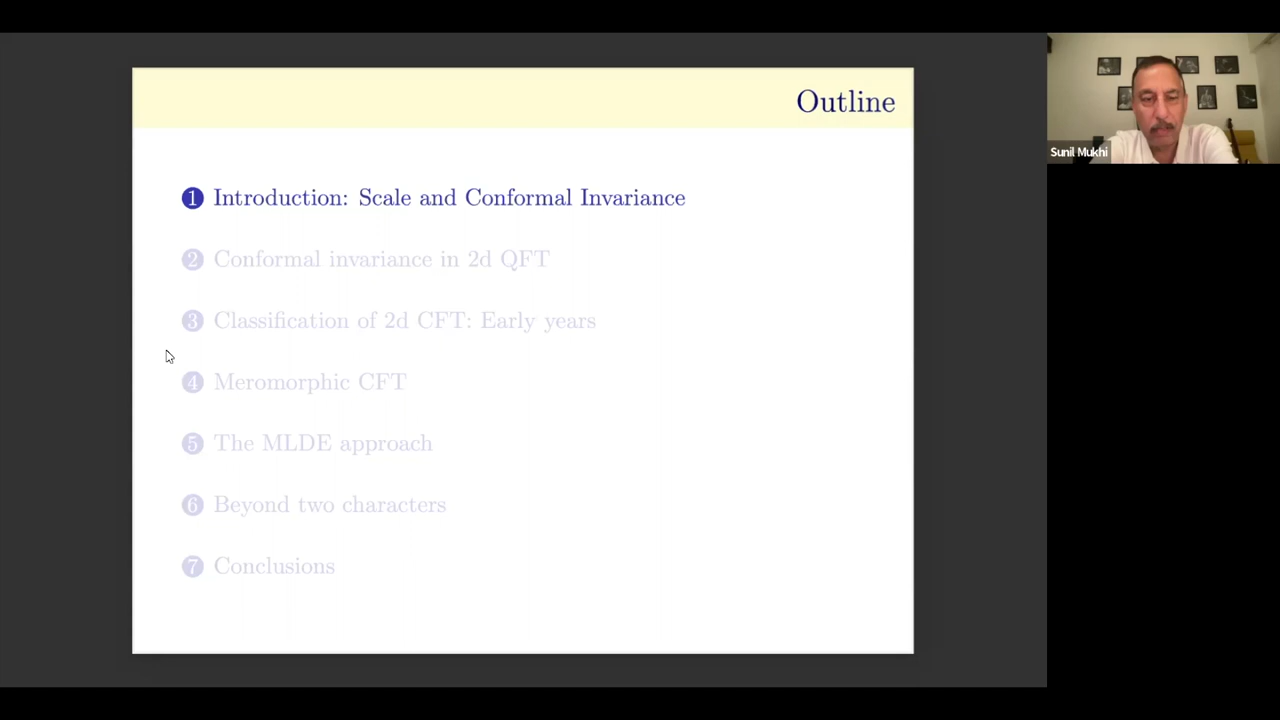 Outline
1 Introduction: Scale and Conformal Invariance
2 Conformal invariance in 2d QFT
3 Classification of 2d CFT: Early years
4 Meromorphic CFT
5 The MLDE approach
6 Beyond two characters
7 Conclusions
Sunil Mukhi